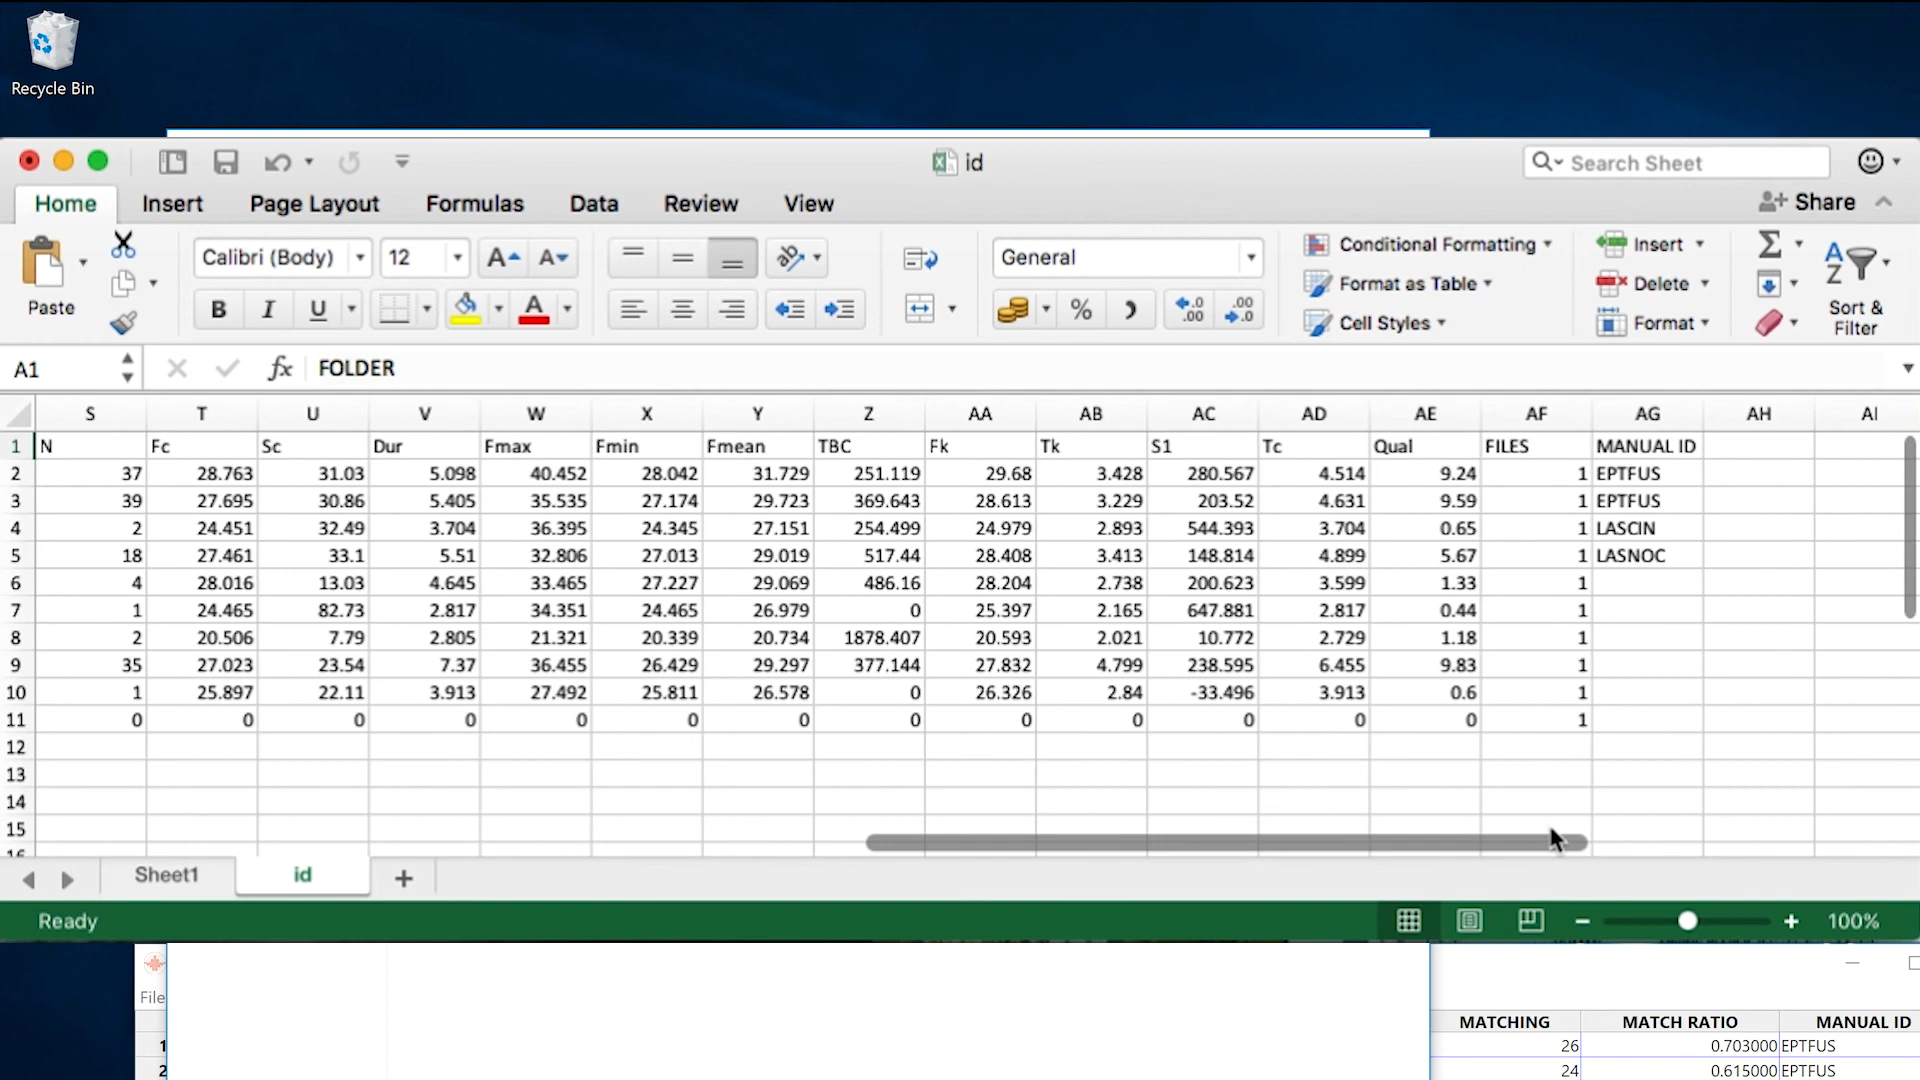 Recycle Bin
id
Search Sheet
Home Insert Page Layout Formulas Data Review View Share
Paste Calibri (Body) 12 General Conditional Formatting Insert
B I U % Format as Table Delete
Cell Styles Format Sort & Filter
A1 fx FOLDER
S T U V W X Y Z AA AB AC AD AE AF AG AH AI
1 N Fc Sc Dur Fmax Fmin Fmean TBC Fk Tk S1 Tc Qual FILES MANUAL ID
2 37 28.763 31.03 5.098 40.452 28.042 31.729 251.119 29.68 3.428 280.567 4.514 9.24 1 EPTFUS
3 39 27.695 30.86 5.405 35.535 27.174 29.723 369.643 28.613 3.229 203.52 4.631 9.59 1 EPTFUS
4 2 24.451 32.49 3.704 36.395 24.345 27.151 254.499 24.979 2.893 544.393 3.704 0.65 1 LASCIN
5 18 27.461 33.1 5.51 32.806 27.013 29.019 517.44 28.408 3.413 148.814 4.899 5.67 1 LASNOC
6 4 28.016 13.03 4.645 33.465 27.227 29.069 486.16 28.204 2.738 200.623 3.599 1.33 1
7 1 24.465 82.73 2.817 34.351 24.465 26.979 0 25.397 2.165 647.881 2.817 0.44 1
8 2 20.506 7.79 2.805 21.321 20.339 20.734 1878.407 20.593 2.021 10.772 2.729 1.18 1
9 35 27.023 23.54 7.37 36.455 26.429 29.297 377.144 27.832 4.799 238.595 6.455 9.83 1
10 1 25.897 22.11 3.913 27.492 25.811 26.578 0 26.326 2.84 -33.496 3.913 0.6 1
11 0 0 0 0 0 0 0 0 0 0 0 0 0 1
12
13
14
15
16
Sheet1 id +
Ready 100%
File
MATCHING MATCH RATIO MANUAL ID
1 26 0.703000 EPTFUS
2 24 0.615000 EPTFUS